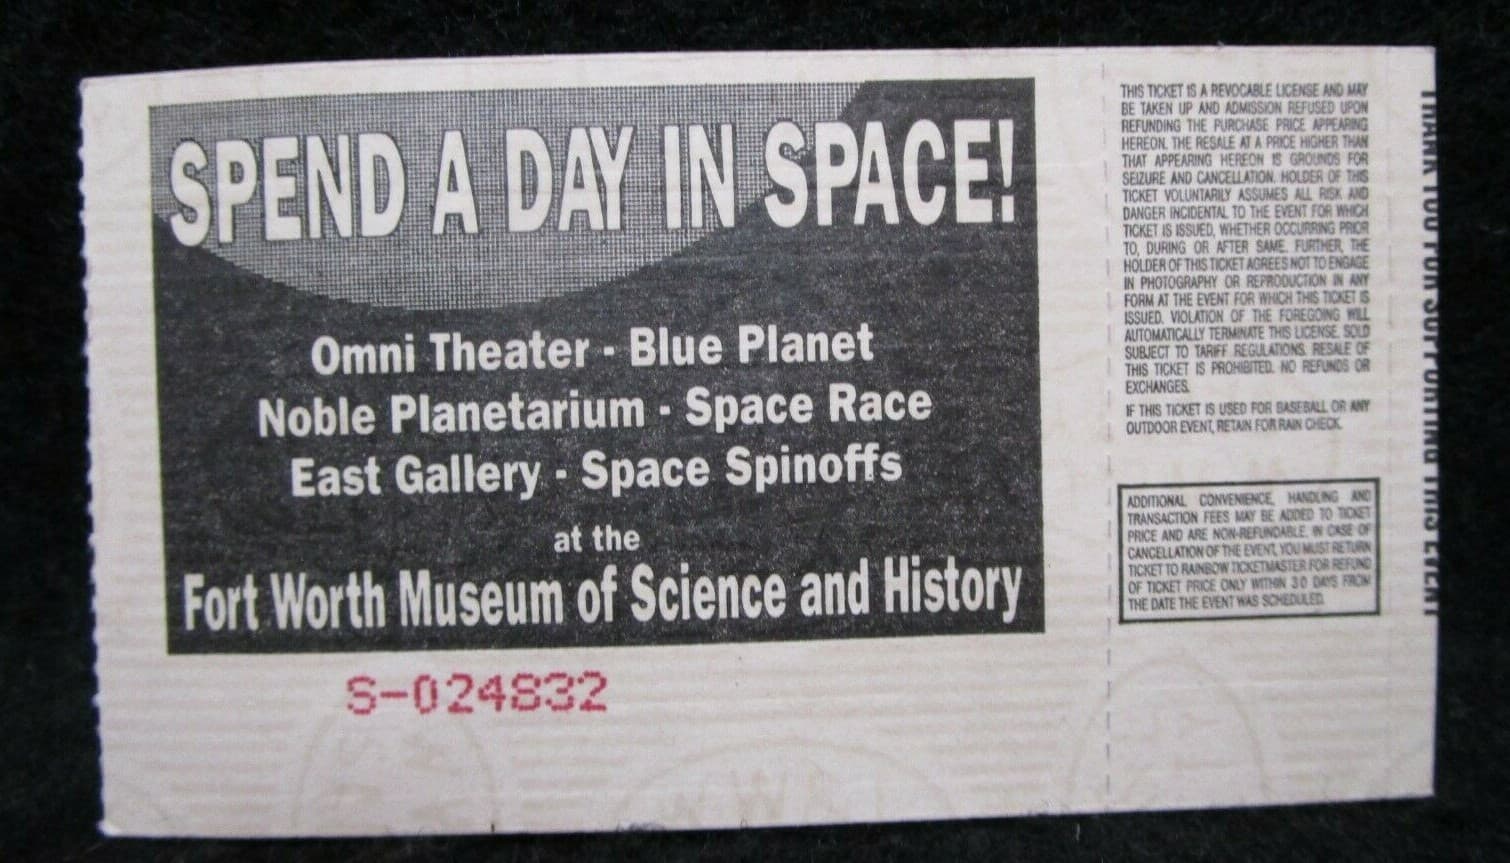 SPEND A DAY IN SPACE!
Omni Theater - Blue Planet
Noble Planetarium - Space Race
East Gallery - Space Spinoffs
at the
Fort Worth Museum of Science and History
S-024832
THIS TICKET IS A REVOCABLE LICENSE AND MAY
BE TAKEN UP AND ADMISSION REFUSED UPON
REFUNDING THE PURCHASE PRICE APPEARING
HEREON. THE RESALE AT A PRICE HIGHER THAN
THAT APPEARING HEREON IS GROUNDS FOR
SEIZURE AND CANCELLATION. HOLDER OF THIS
TICKET VOLUNTARILY ASSUMES ALL RISK AND
DANGER INCIDENTAL TO THE EVENT FOR WHICH
TICKET IS ISSUED, WHETHER OCCURRING PRIOR
TO, DURING OR AFTER SAME. FURTHER, THE
HOLDER OF THIS TICKET AGREES NOT TO ENGAGE
IN PHOTOGRAPHY OR REPRODUCTION IN ANY
FORM AT THE EVENT FOR WHICH THIS TICKET IS
ISSUED. VIOLATION OF THE FOREGOING WILL
AUTOMATICALLY TERMINATE THIS LICENSE. SOLD
SUBJECT TO TARIFF REGULATIONS. RESALE OF
THIS TICKET IS PROHIBITED. NO REFUNDS OR
EXCHANGES.
IF THIS TICKET IS USED FOR BASEBALL OR ANY
OUTDOOR EVENT, RETAIN FOR RAIN CHECK.
ADDITIONAL CONVENIENCE, HANDLING AND
TRANSACTION FEES MAY BE ADDED TO TICKET
PRICE AND ARE NON-REFUNDABLE. IN CASE OF
CANCELLATION OF THE EVENT, YOU MUST RETURN
TICKET TO RAINBOW TICKETMASTER FOR REFUND
OF TICKET PRICE ONLY WITHIN 30 DAYS FROM
THE DATE THE EVENT WAS SCHEDULED.
THANK YOU FOR SUPPORTING THIS EVENT